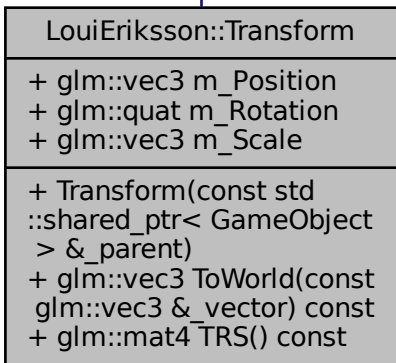 LouiEriksson::Transform
+ glm::vec3 m_Position
+ glm::quat m_Rotation
+ glm::vec3 m_Scale
+ Transform(const std
::shared_ptr< GameObject
> &_parent)
+ glm::vec3 ToWorld(const
glm::vec3 &_vector) const
+ glm::mat4 TRS() const